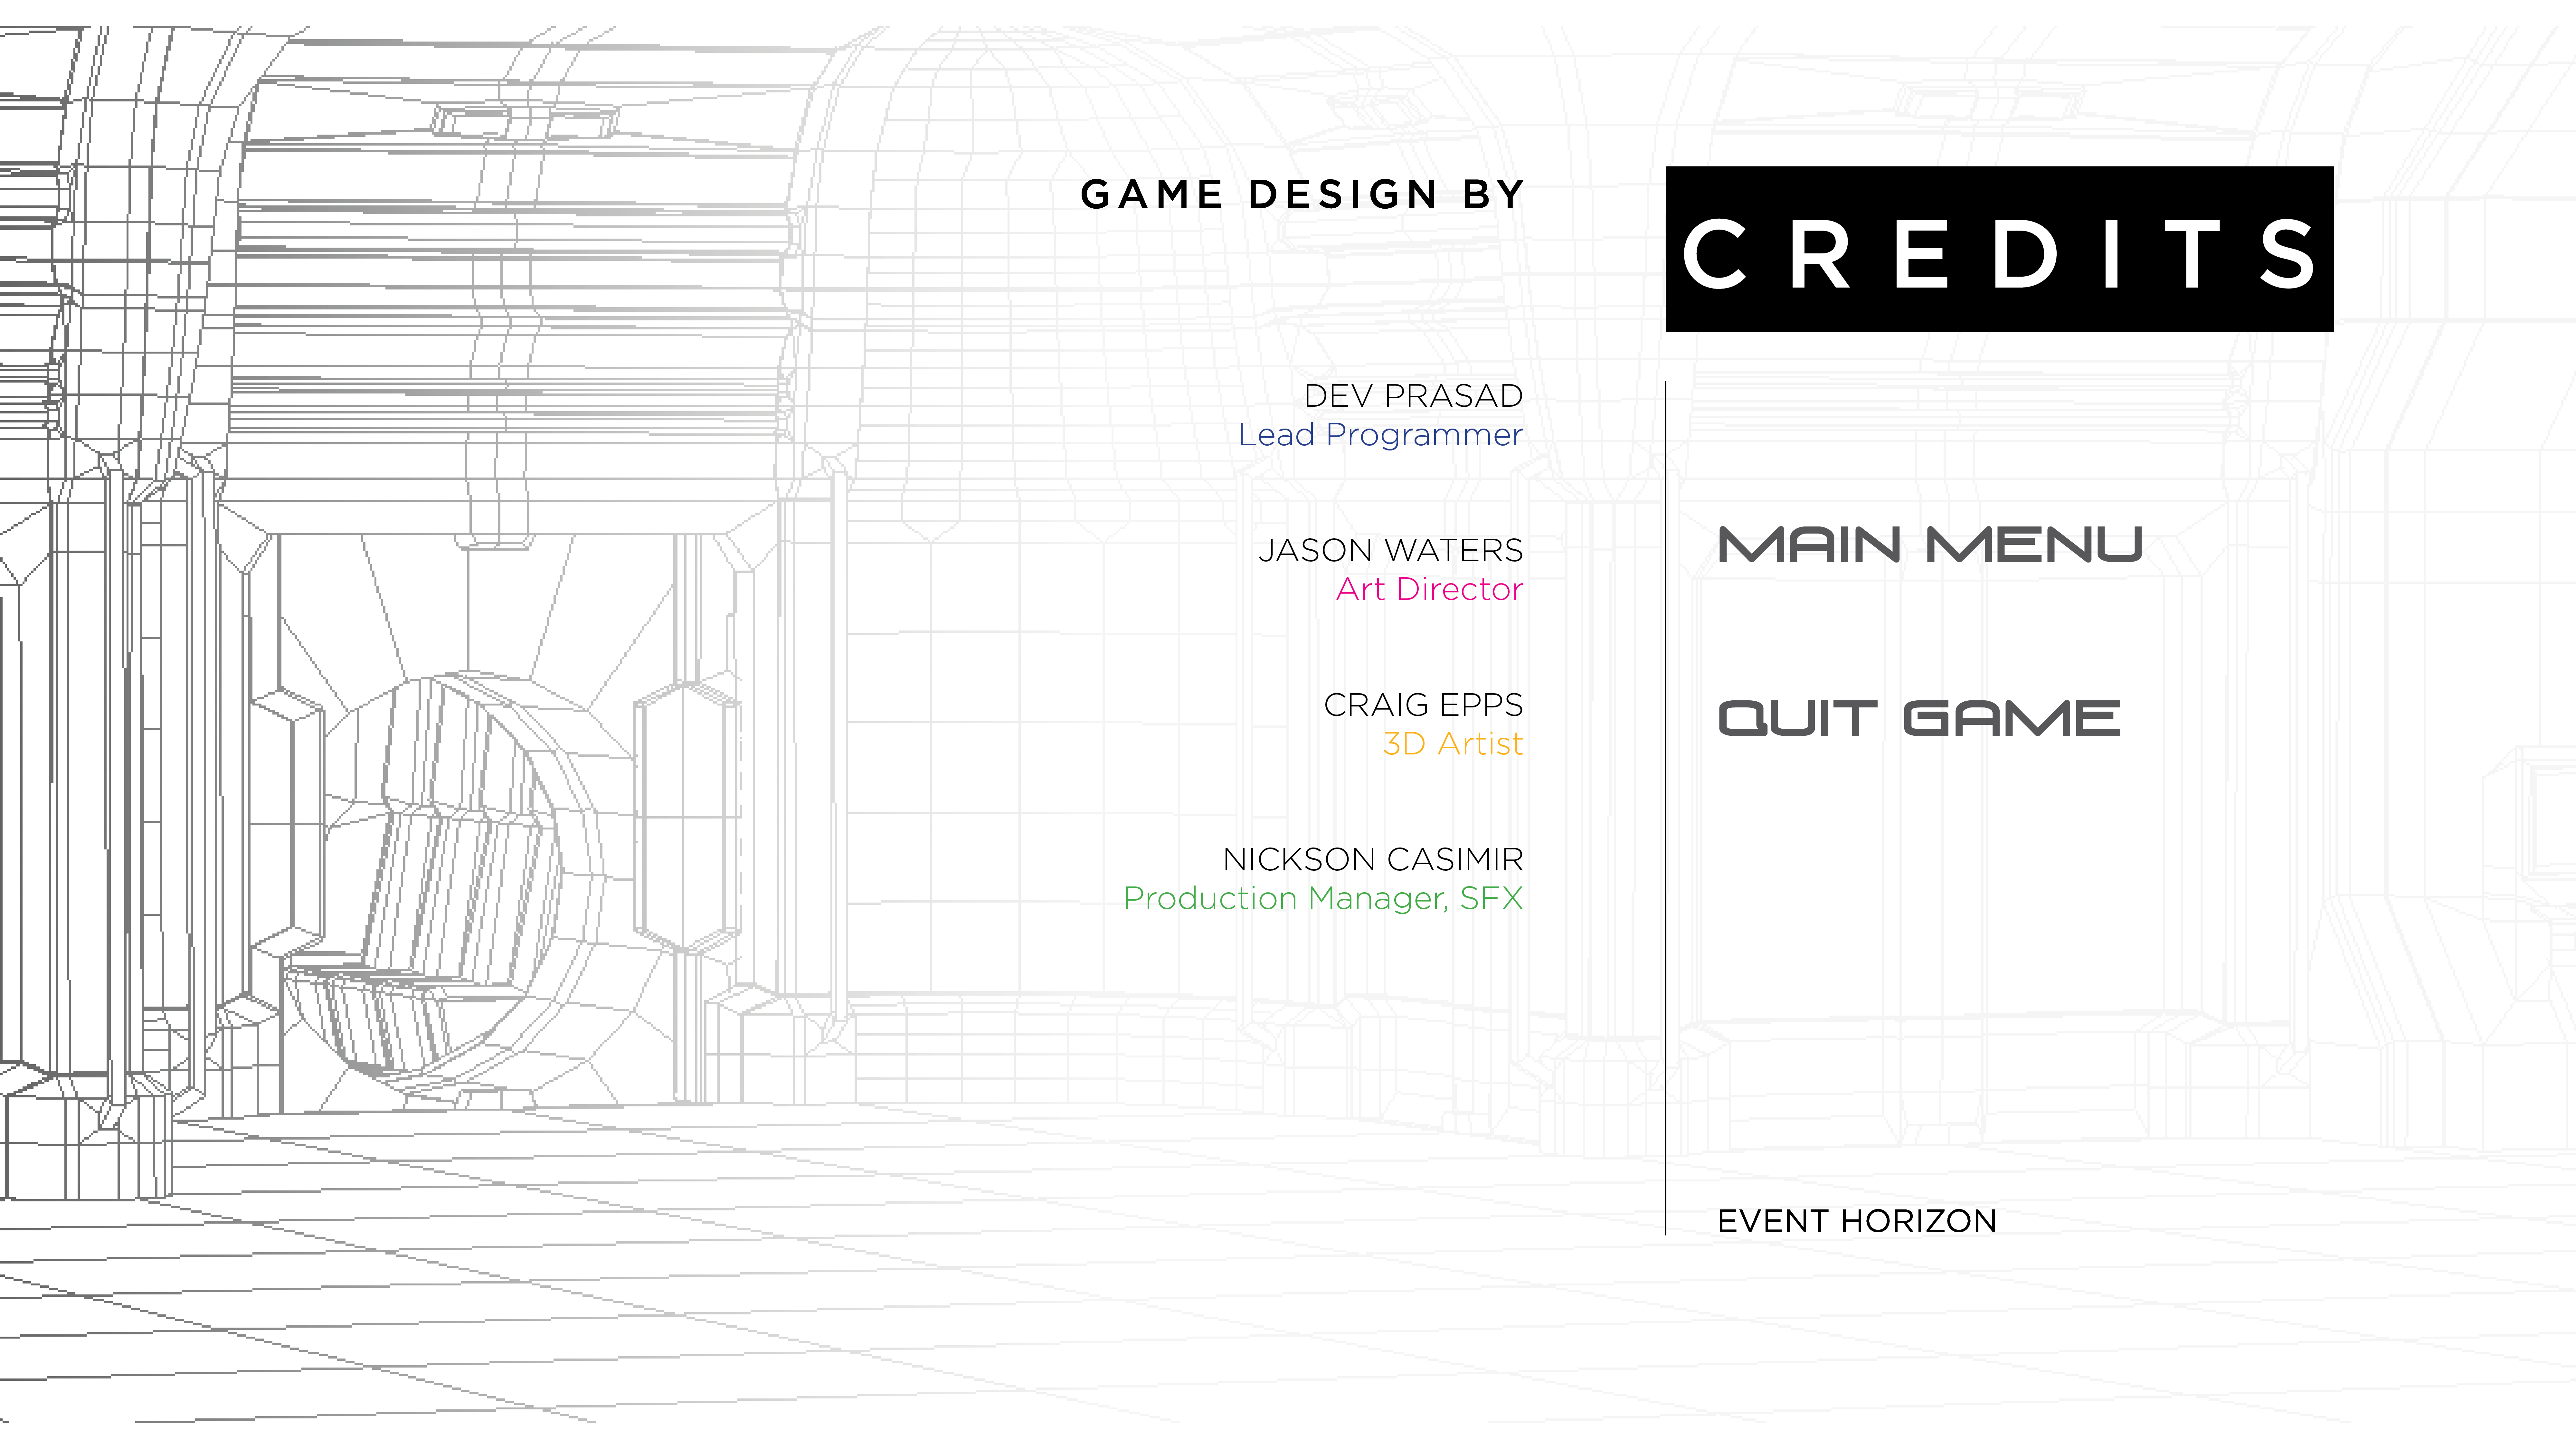 GAME DESIGN BY
DEV PRASAD
Lead Programmer
JASON WATERS
Art Director
CRAIG EPPS
3D Artist
NICKSON CASIMIR
Production Manager, SFX
CREDITS
MAIN MENU
QUIT GAME
EVENT HORIZON